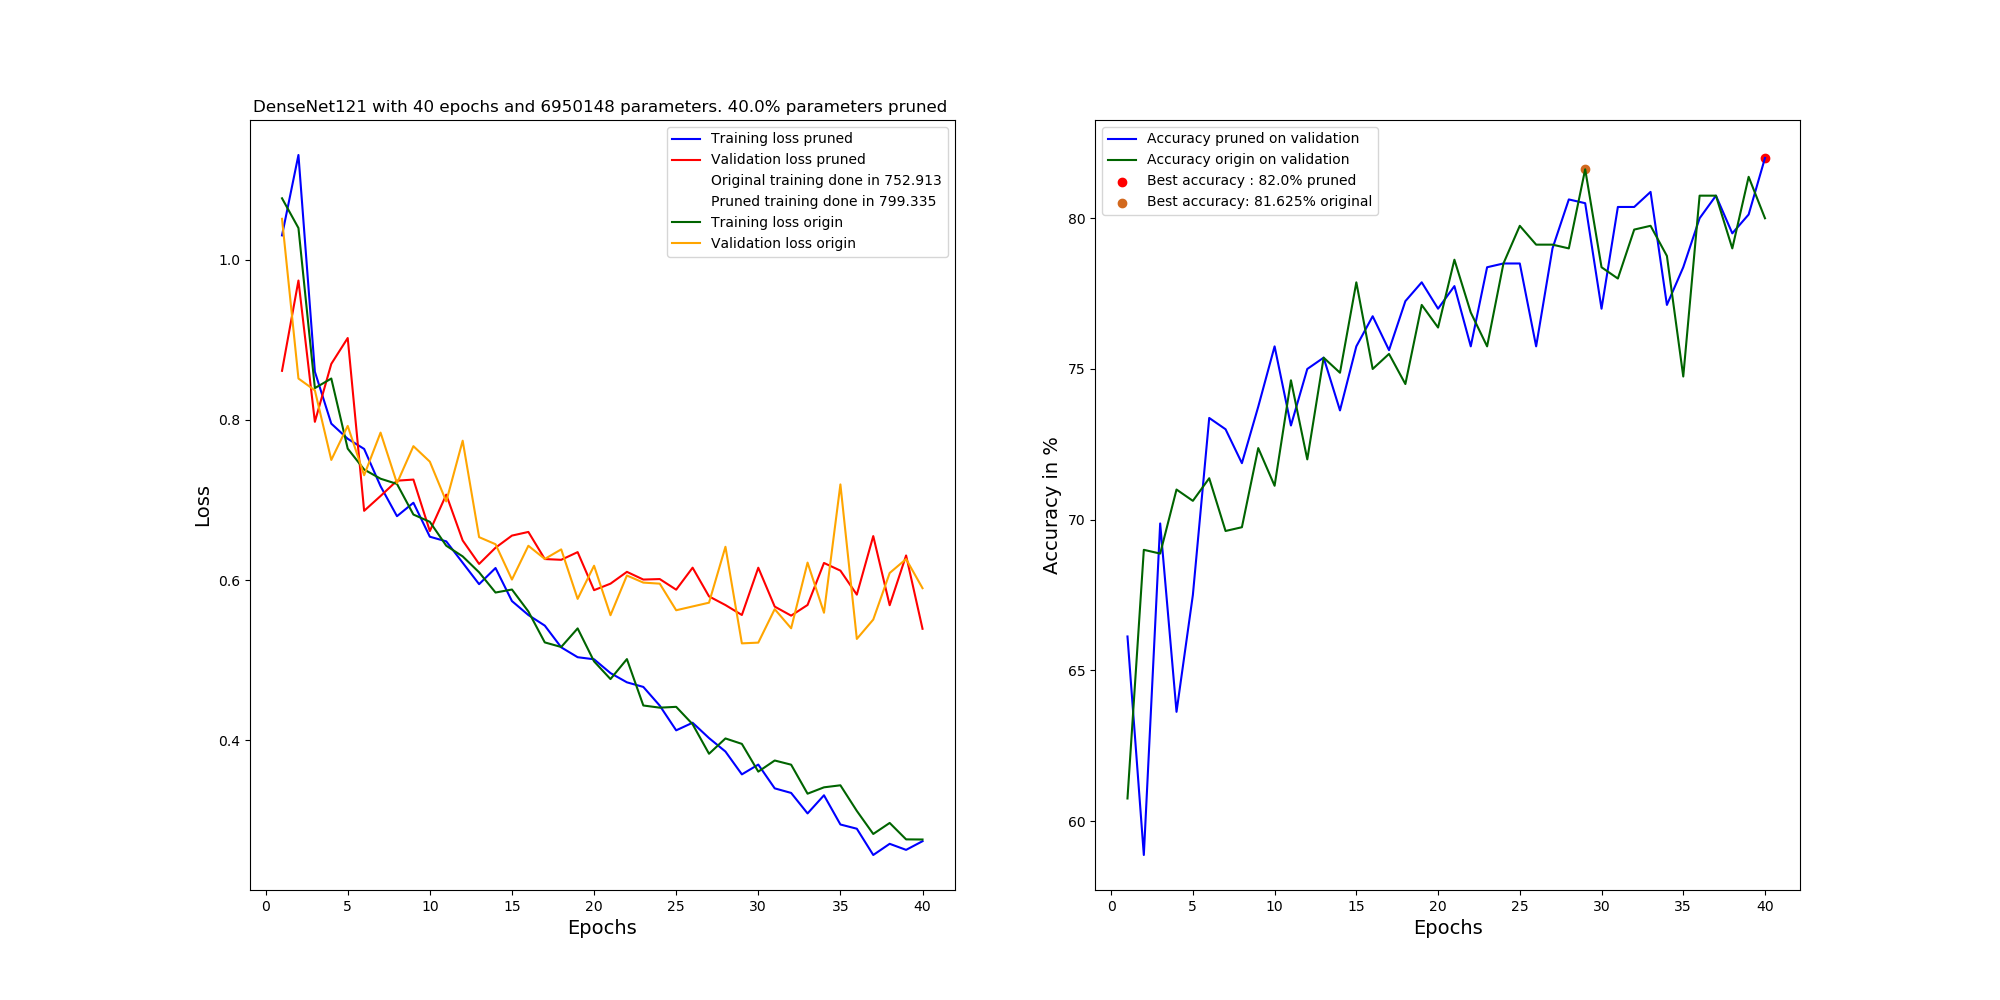 DenseNet121 with 40 epochs and 6950148 parameters. 40.0% parameters pruned
Training loss pruned
Validation loss pruned
Original training done in 752.913
Pruned training done in 799.335
Training loss origin
Validation loss origin
1.0
0.8
0.6
0.4
Loss
0 5 10 15 20 25 30 35 40
Epochs
Accuracy pruned on validation
Accuracy origin on validation
Best accuracy : 82.0% pruned
Best accuracy: 81.625% original
80
75
70
65
60
Accuracy in %
0 5 10 15 20 25 30 35 40
Epochs